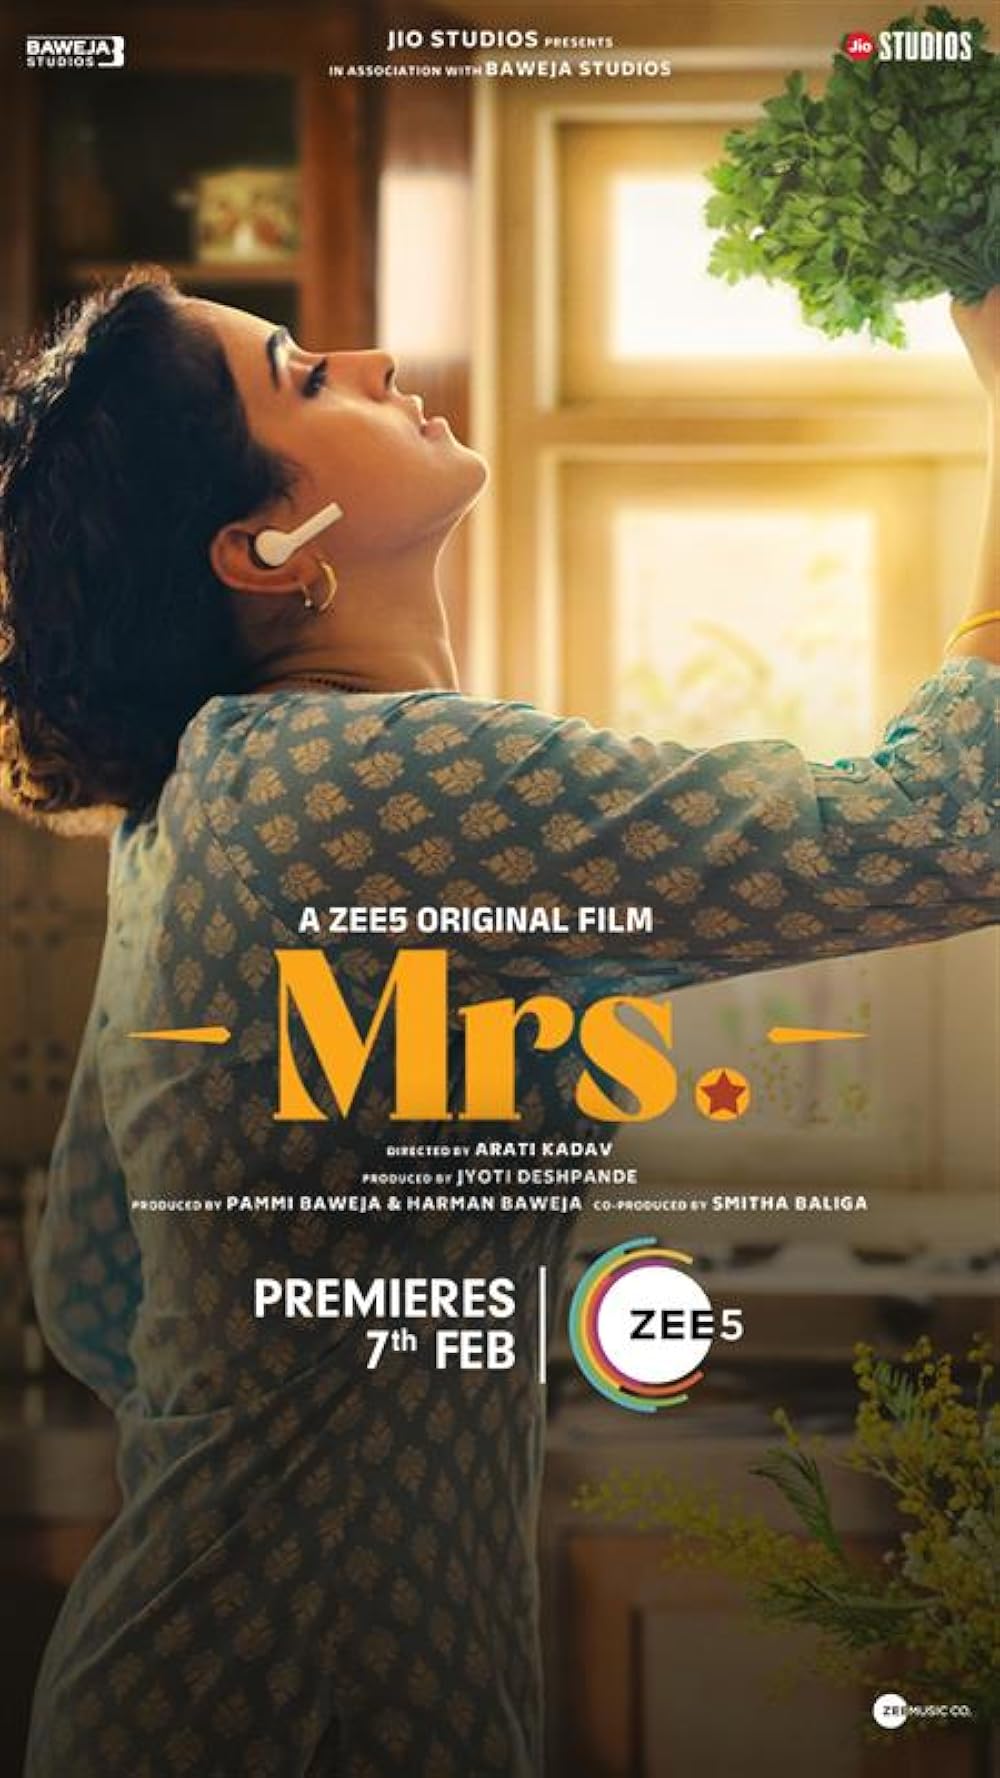 BAWEJA
STUDIOS
JIO STUDIOS PRESENTS
IN ASSOCIATION WITH BAWEJA STUDIOS
Jio STUDIOS
A ZEE5 ORIGINAL FILM
Mrs.
DIRECTED BY ARATI KADAV
PRODUCED BY JYOTI DESHPANDE
PRODUCED BY PAMMI BAWEJA & HARMAN BAWEJA CO-PRODUCED BY SMITHA BALIGA
PREMIERES
7th FEB
ZEE5
ZEE MUSIC CO.